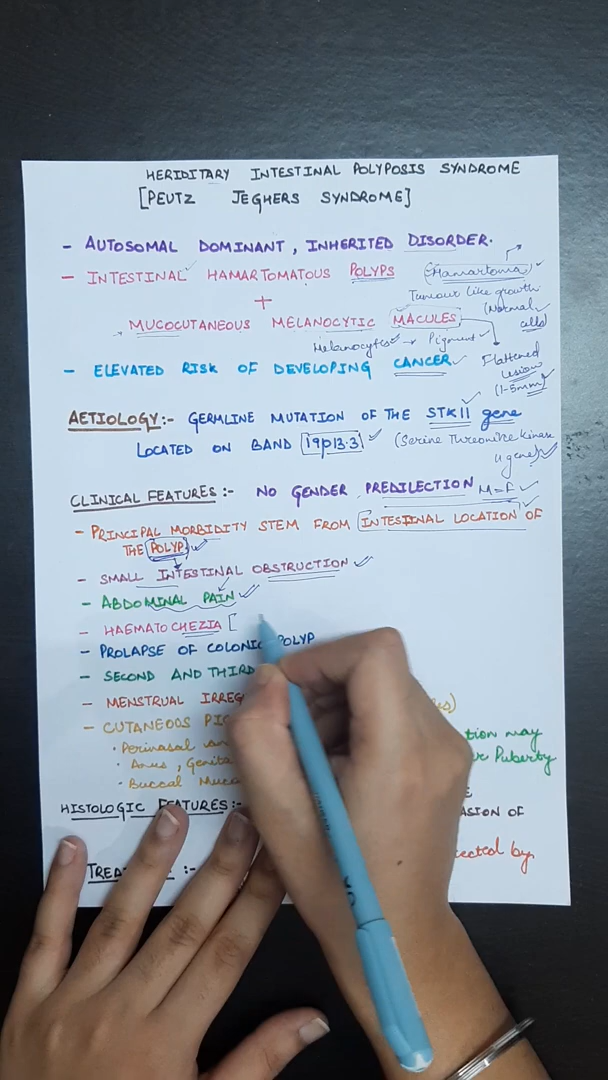 HERIDITARY INTESTINAL POLYPOSIS SYNDROME
[PEUTZ JEGHERS SYNDROME]
- AUTOSOMAL DOMINANT, INHERITED DISORDER.
- INTESTINAL HAMARTOMATOUS POLYPS (Hamartoma)
Tumour like growth
+ (Normal cells)
MUCOCUTANEOUS MELANOCYTIC MACULES
Melanocytes Pigment
Flattened lesion
(1-5mm)
- ELEVATED RISK OF DEVELOPING CANCER
AETIOLOGY:- GERMLINE MUTATION OF THE STK11 gene
LOCATED ON BAND 19p13.3 (Serine Threonine kinase
11 gene)
CLINICAL FEATURES:- NO GENDER PREDILECTION M=F
- PRINCIPAL MORBIDITY STEM FROM INTESTINAL LOCATION OF
THE POLYP.
- SMALL INTESTINAL OBSTRUCTION
- ABDOMINAL PAIN
- HAEMATOCHEZIA [
- PROLAPSE OF COLONIC POLYP
- SECOND AND THIRD
- MENSTRUAL
- CUTANEOUS
• Perinasal
tion may
• Anus,
Puberty
• Buccal
HISTOLOGIC FEATURES:-
OF
by
:-